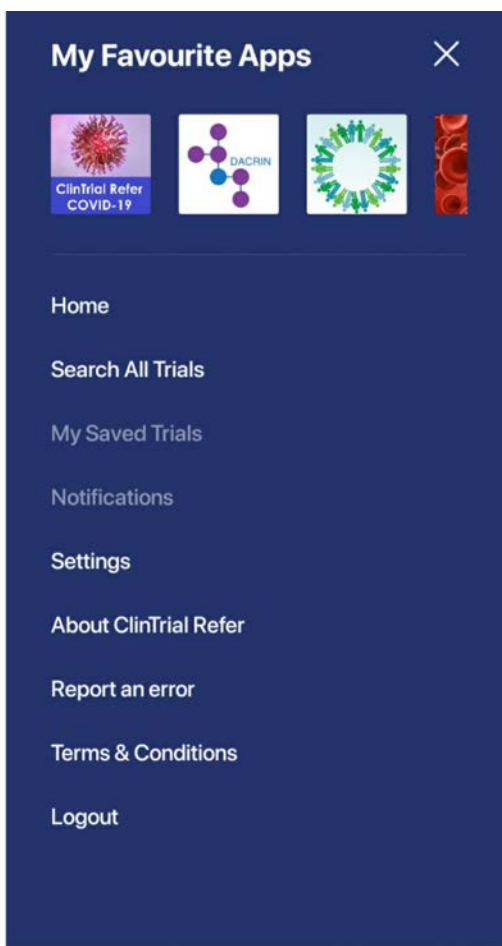 My Favourite Apps
ClinTrial Refer
COVID-19
DACRIN
Home
Search All Trials
My Saved Trials
Notifications
Settings
About ClinTrial Refer
Report an error
Terms & Conditions
Logout